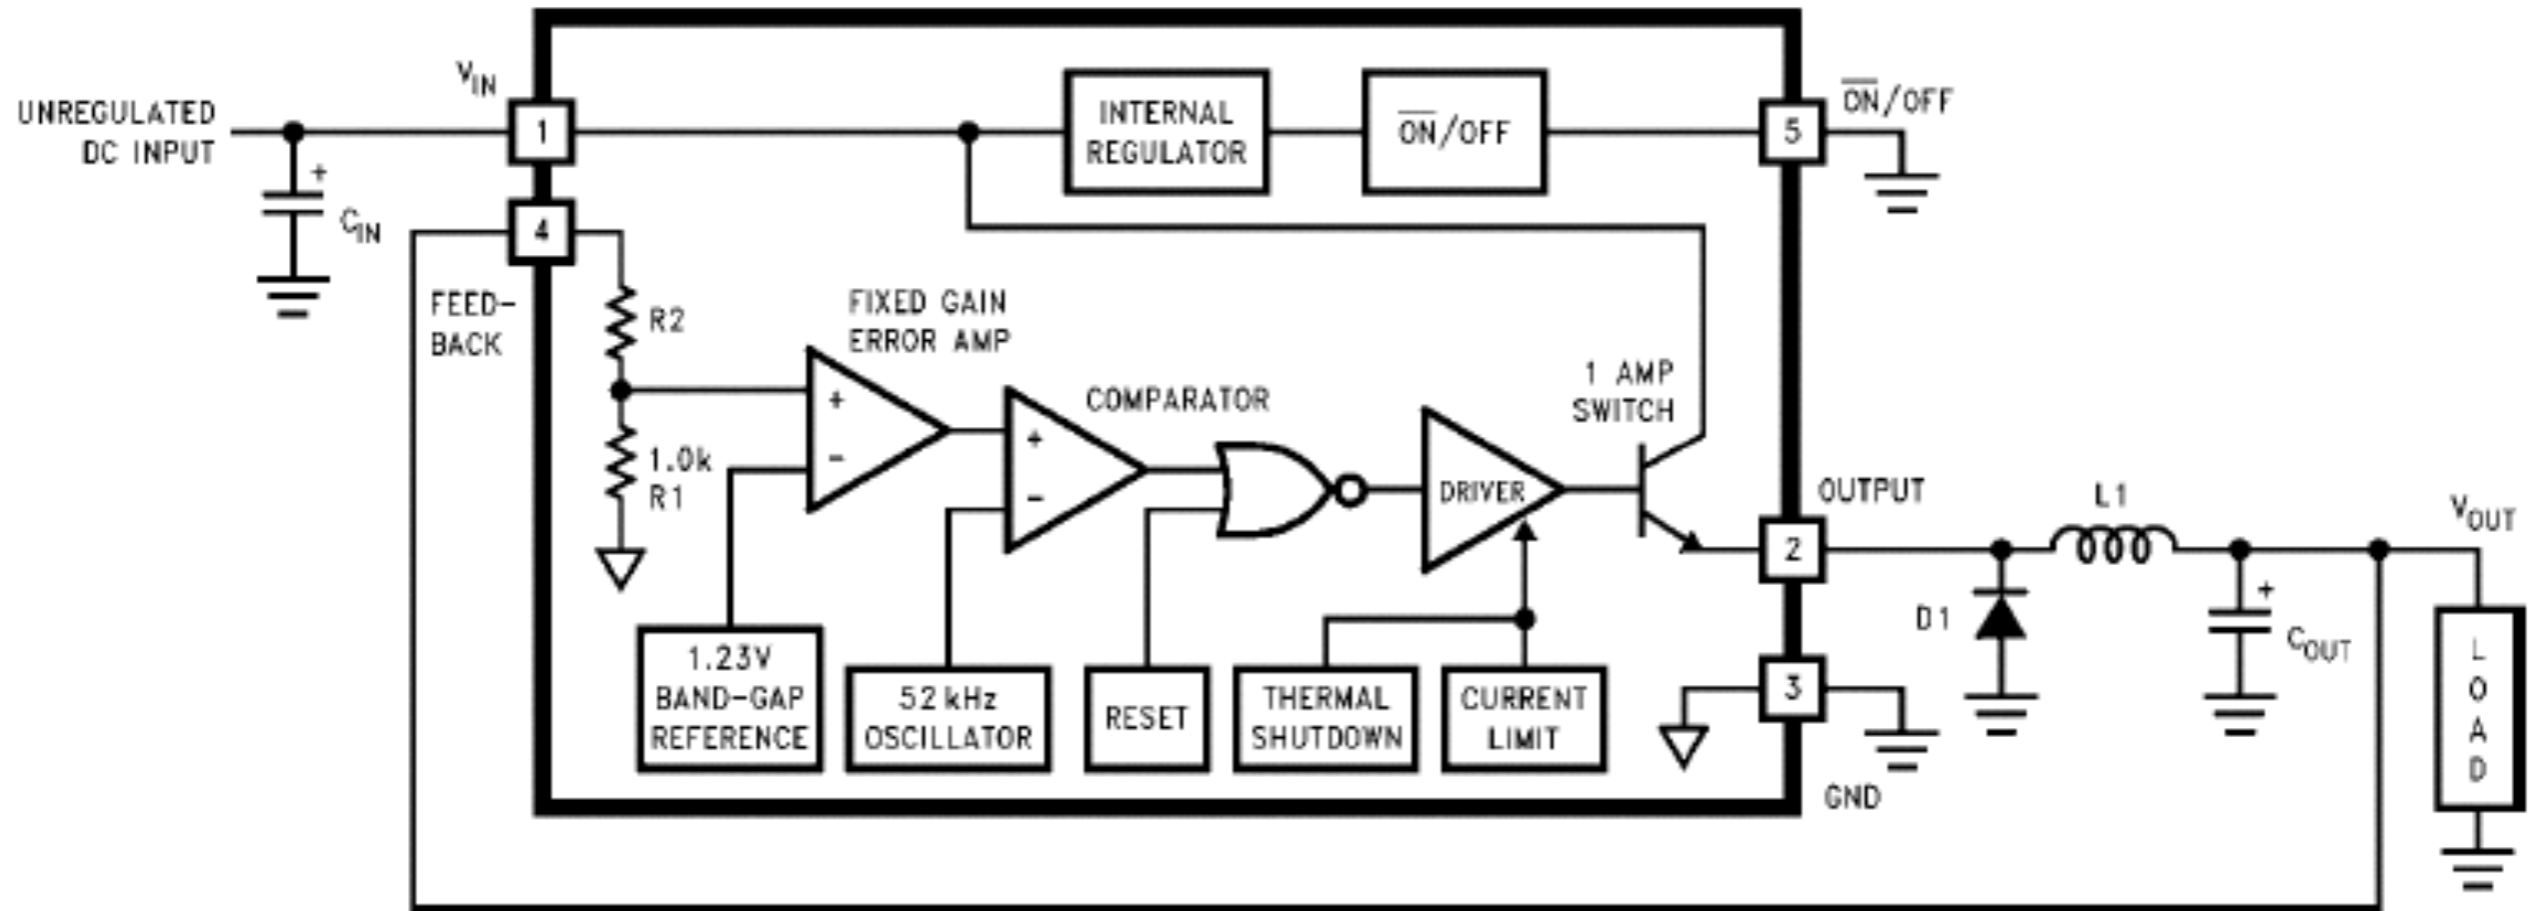 UNREGULATED
DC INPUT
VIN
1
CIN
+
4
FEED-
BACK
INTERNAL
REGULATOR
ON/OFF
5
ON/OFF
R2
1.0k
R1
FIXED GAIN
ERROR AMP
+
-
COMPARATOR
+
-
DRIVER
1 AMP
SWITCH
OUTPUT
2
L1
VOUT
D1
+
COUT
L
O
A
D
3
GND
1.23V
BAND-GAP
REFERENCE
52 kHz
OSCILLATOR
RESET
THERMAL
SHUTDOWN
CURRENT
LIMIT